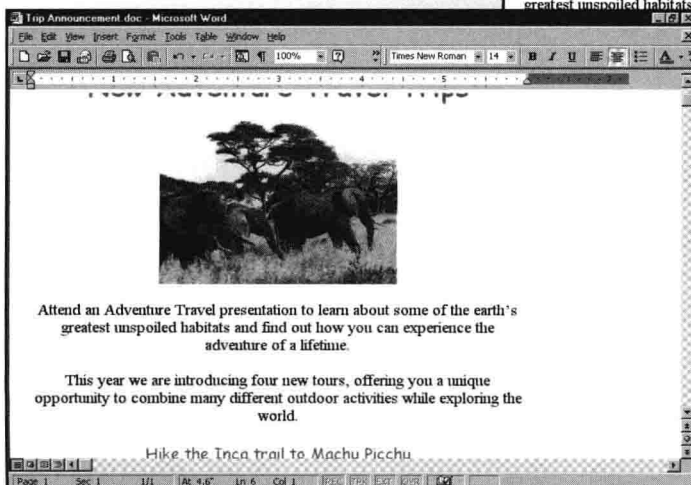 greatest unspoiled habitats
Trip Announcement.doc - Microsoft Word
File Edit View Insert Format Tools Table Window Help
100% Times New Roman 14 B I U A
1 2 3 4 5
New Adventure Travel Trips
Attend an Adventure Travel presentation to learn about some of the earth's
greatest unspoiled habitats and find out how you can experience the
adventure of a lifetime.
This year we are introducing four new tours, offering you a unique
opportunity to combine many different outdoor activities while exploring the
world.
Hike the Inca trail to Machu Picchu
Page 1 Sec 1 1/1 At 4.6" Ln 6 Col 1 REC TRK EXT OVR